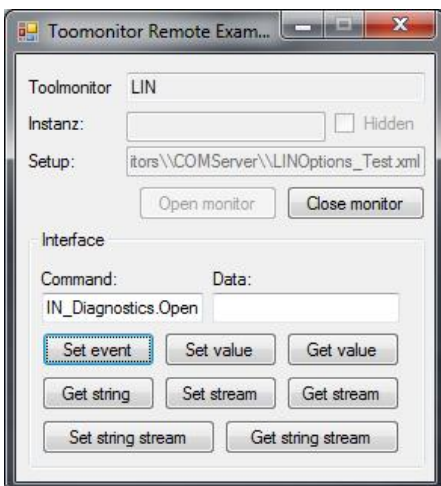 Toomonitor Remote Exam...
Toolmonitor LIN
Instanz: Hidden
Setup: itors\\COMServer\\LINOptions_Test.xml
Open monitor Close monitor
Interface
Command: Data:
IN_Diagnostics.Open
Set event Set value Get value
Get string Set stream Get stream
Set string stream Get string stream